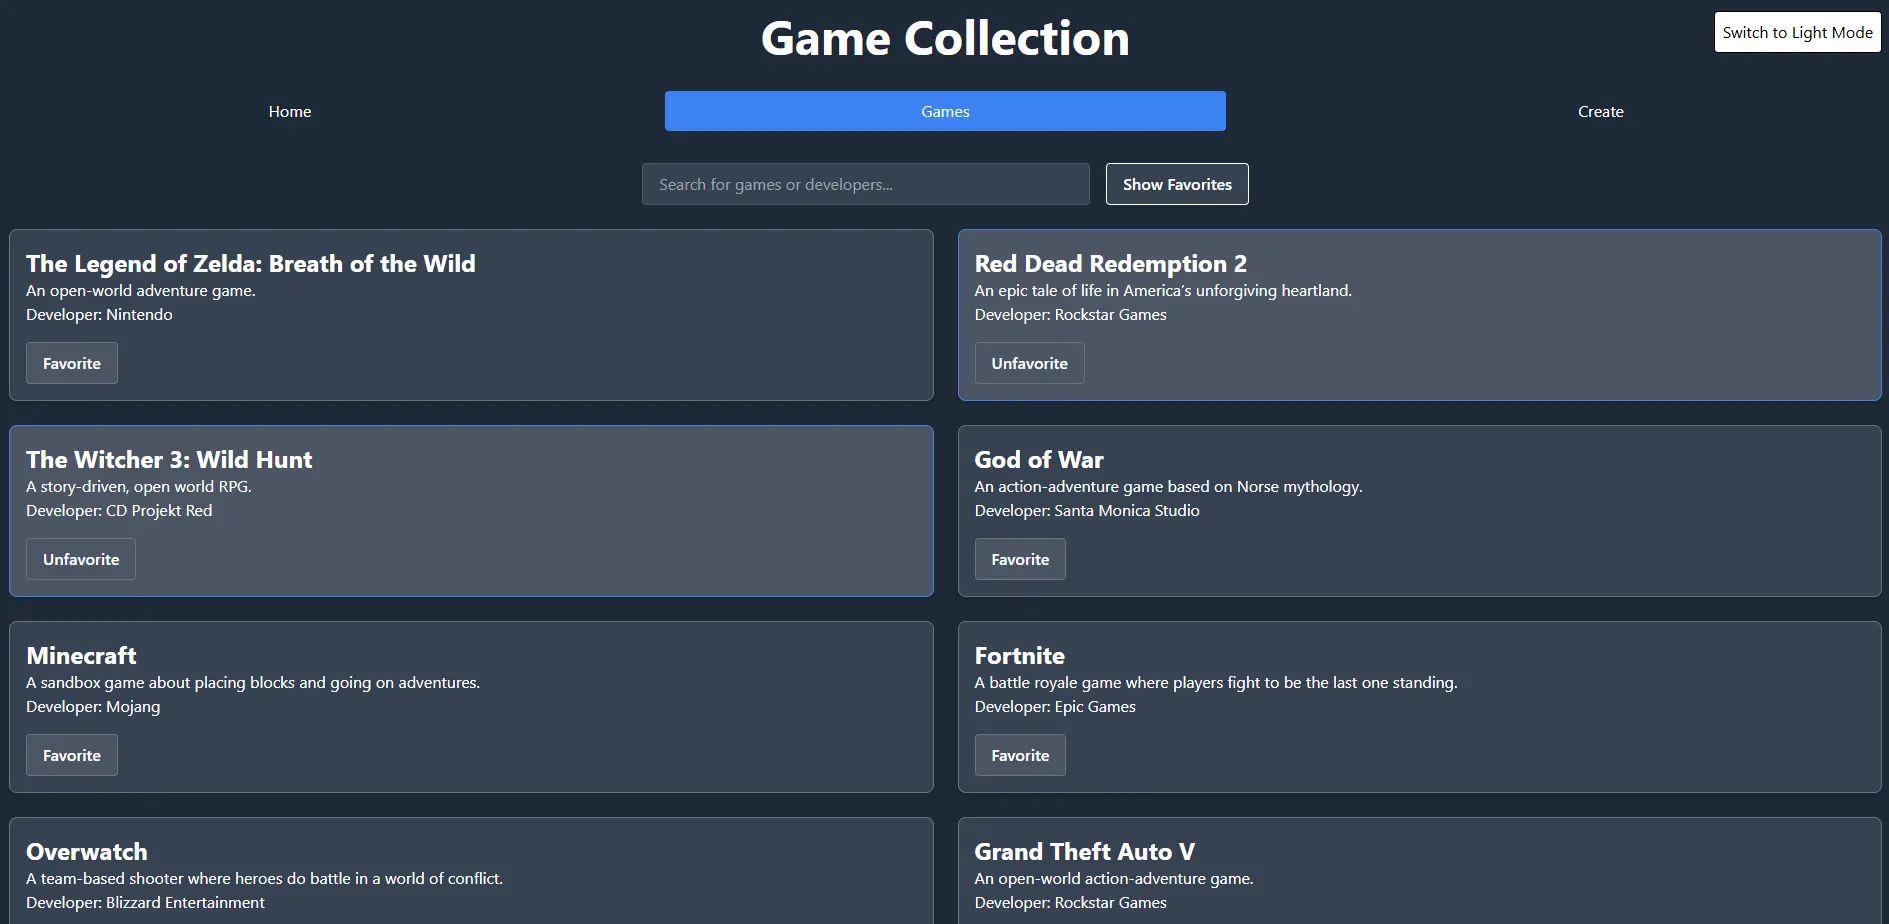 Game Collection
Switch to Light Mode
Home
Games
Create
Search for games or developers...
Show Favorites
The Legend of Zelda: Breath of the Wild
An open-world adventure game.
Developer: Nintendo
Favorite
Red Dead Redemption 2
An epic tale of life in America’s unforgiving heartland.
Developer: Rockstar Games
Unfavorite
The Witcher 3: Wild Hunt
A story-driven, open world RPG.
Developer: CD Projekt Red
Unfavorite
God of War
An action-adventure game based on Norse mythology.
Developer: Santa Monica Studio
Favorite
Minecraft
A sandbox game about placing blocks and going on adventures.
Developer: Mojang
Favorite
Fortnite
A battle royale game where players fight to be the last one standing.
Developer: Epic Games
Favorite
Overwatch
A team-based shooter where heroes do battle in a world of conflict.
Developer: Blizzard Entertainment
Grand Theft Auto V
An open-world action-adventure game.
Developer: Rockstar Games